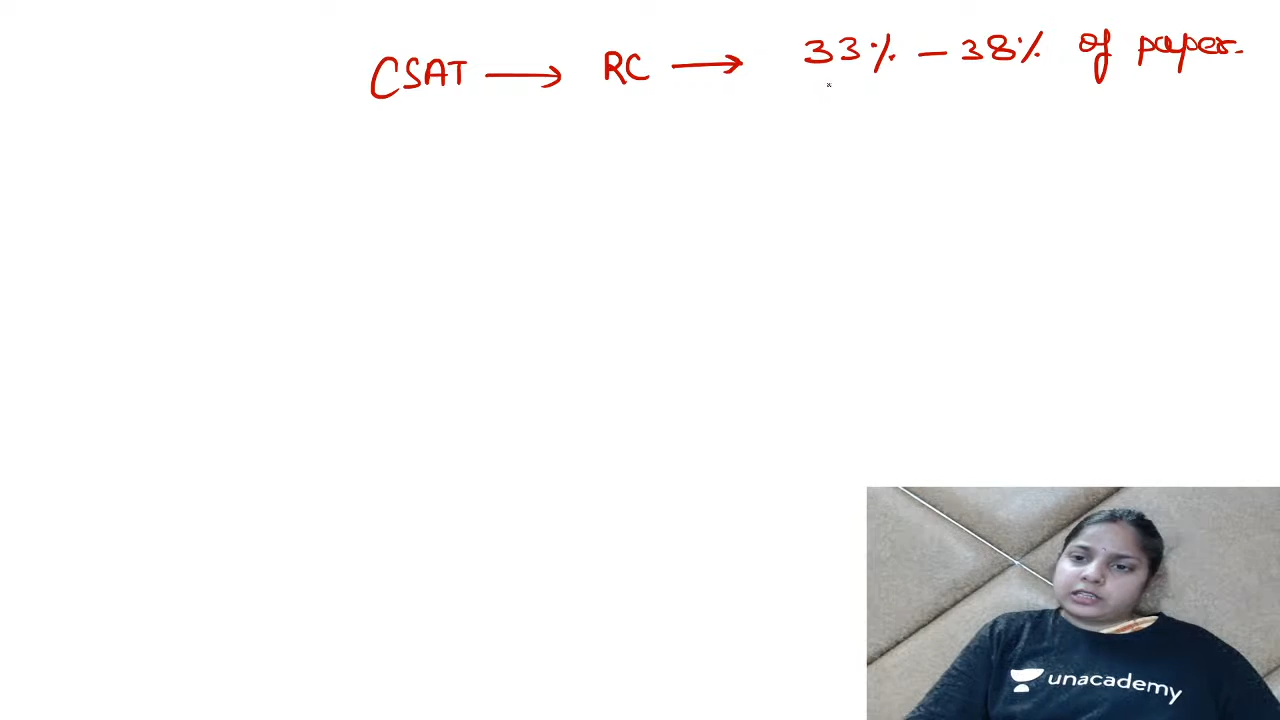 CSAT → RC → 33% - 38% of paper.
unacademy